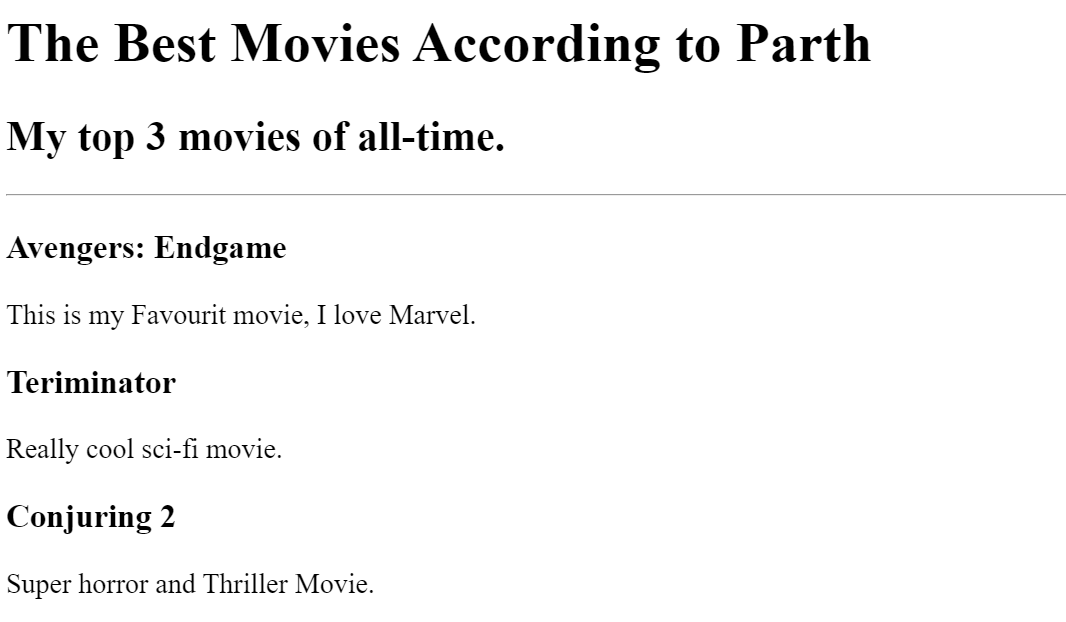 The Best Movies According to Parth
My top 3 movies of all-time.
Avengers: Endgame
This is my Favourit movie, I love Marvel.
Teriminator
Really cool sci-fi movie.
Conjuring 2
Super horror and Thriller Movie.